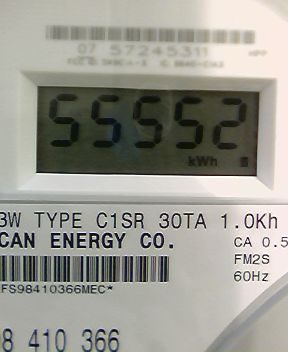 07 57245311
55552
kWh
3W TYPE C1SR 30TA 1.0Kh
CAN ENERGY CO. CA 0.5
FM2S
60Hz
FS98410366MEC*
98 410 366